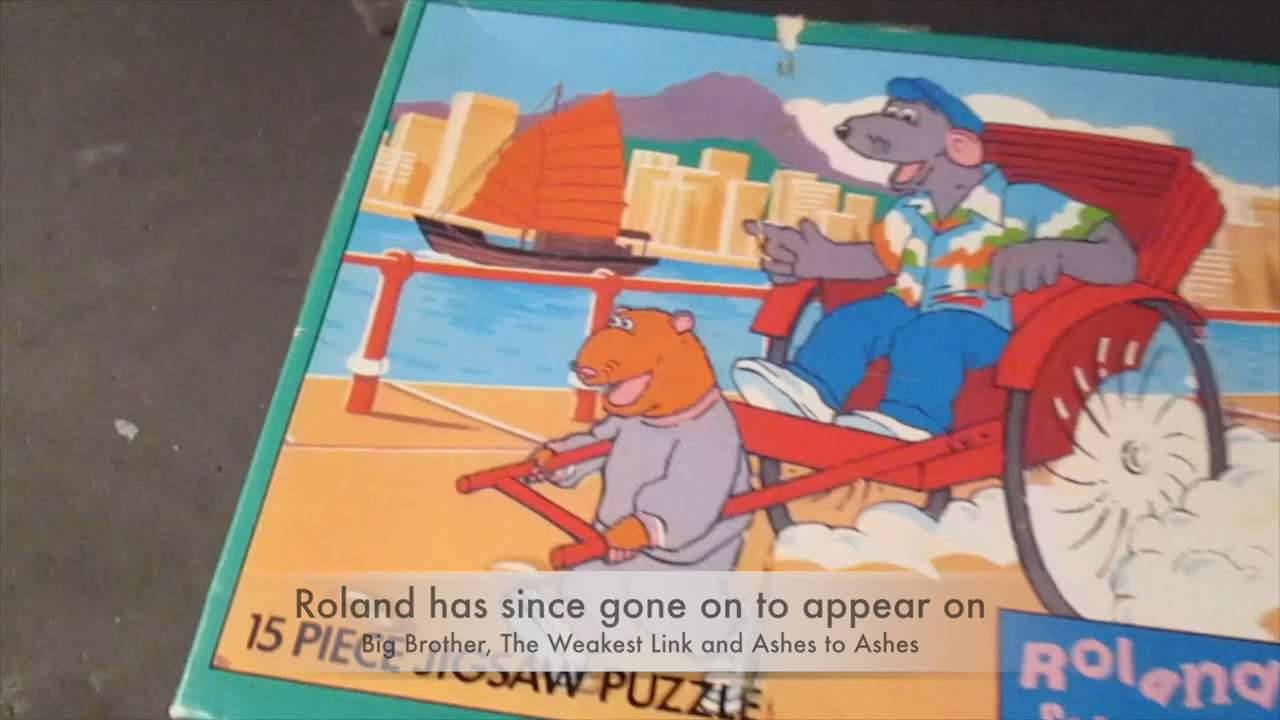 Roland has since gone on to appear on
Big Brother, The Weakest Link and Ashes to Ashes
15 PIECE JIGSAW PUZZLE
Roland